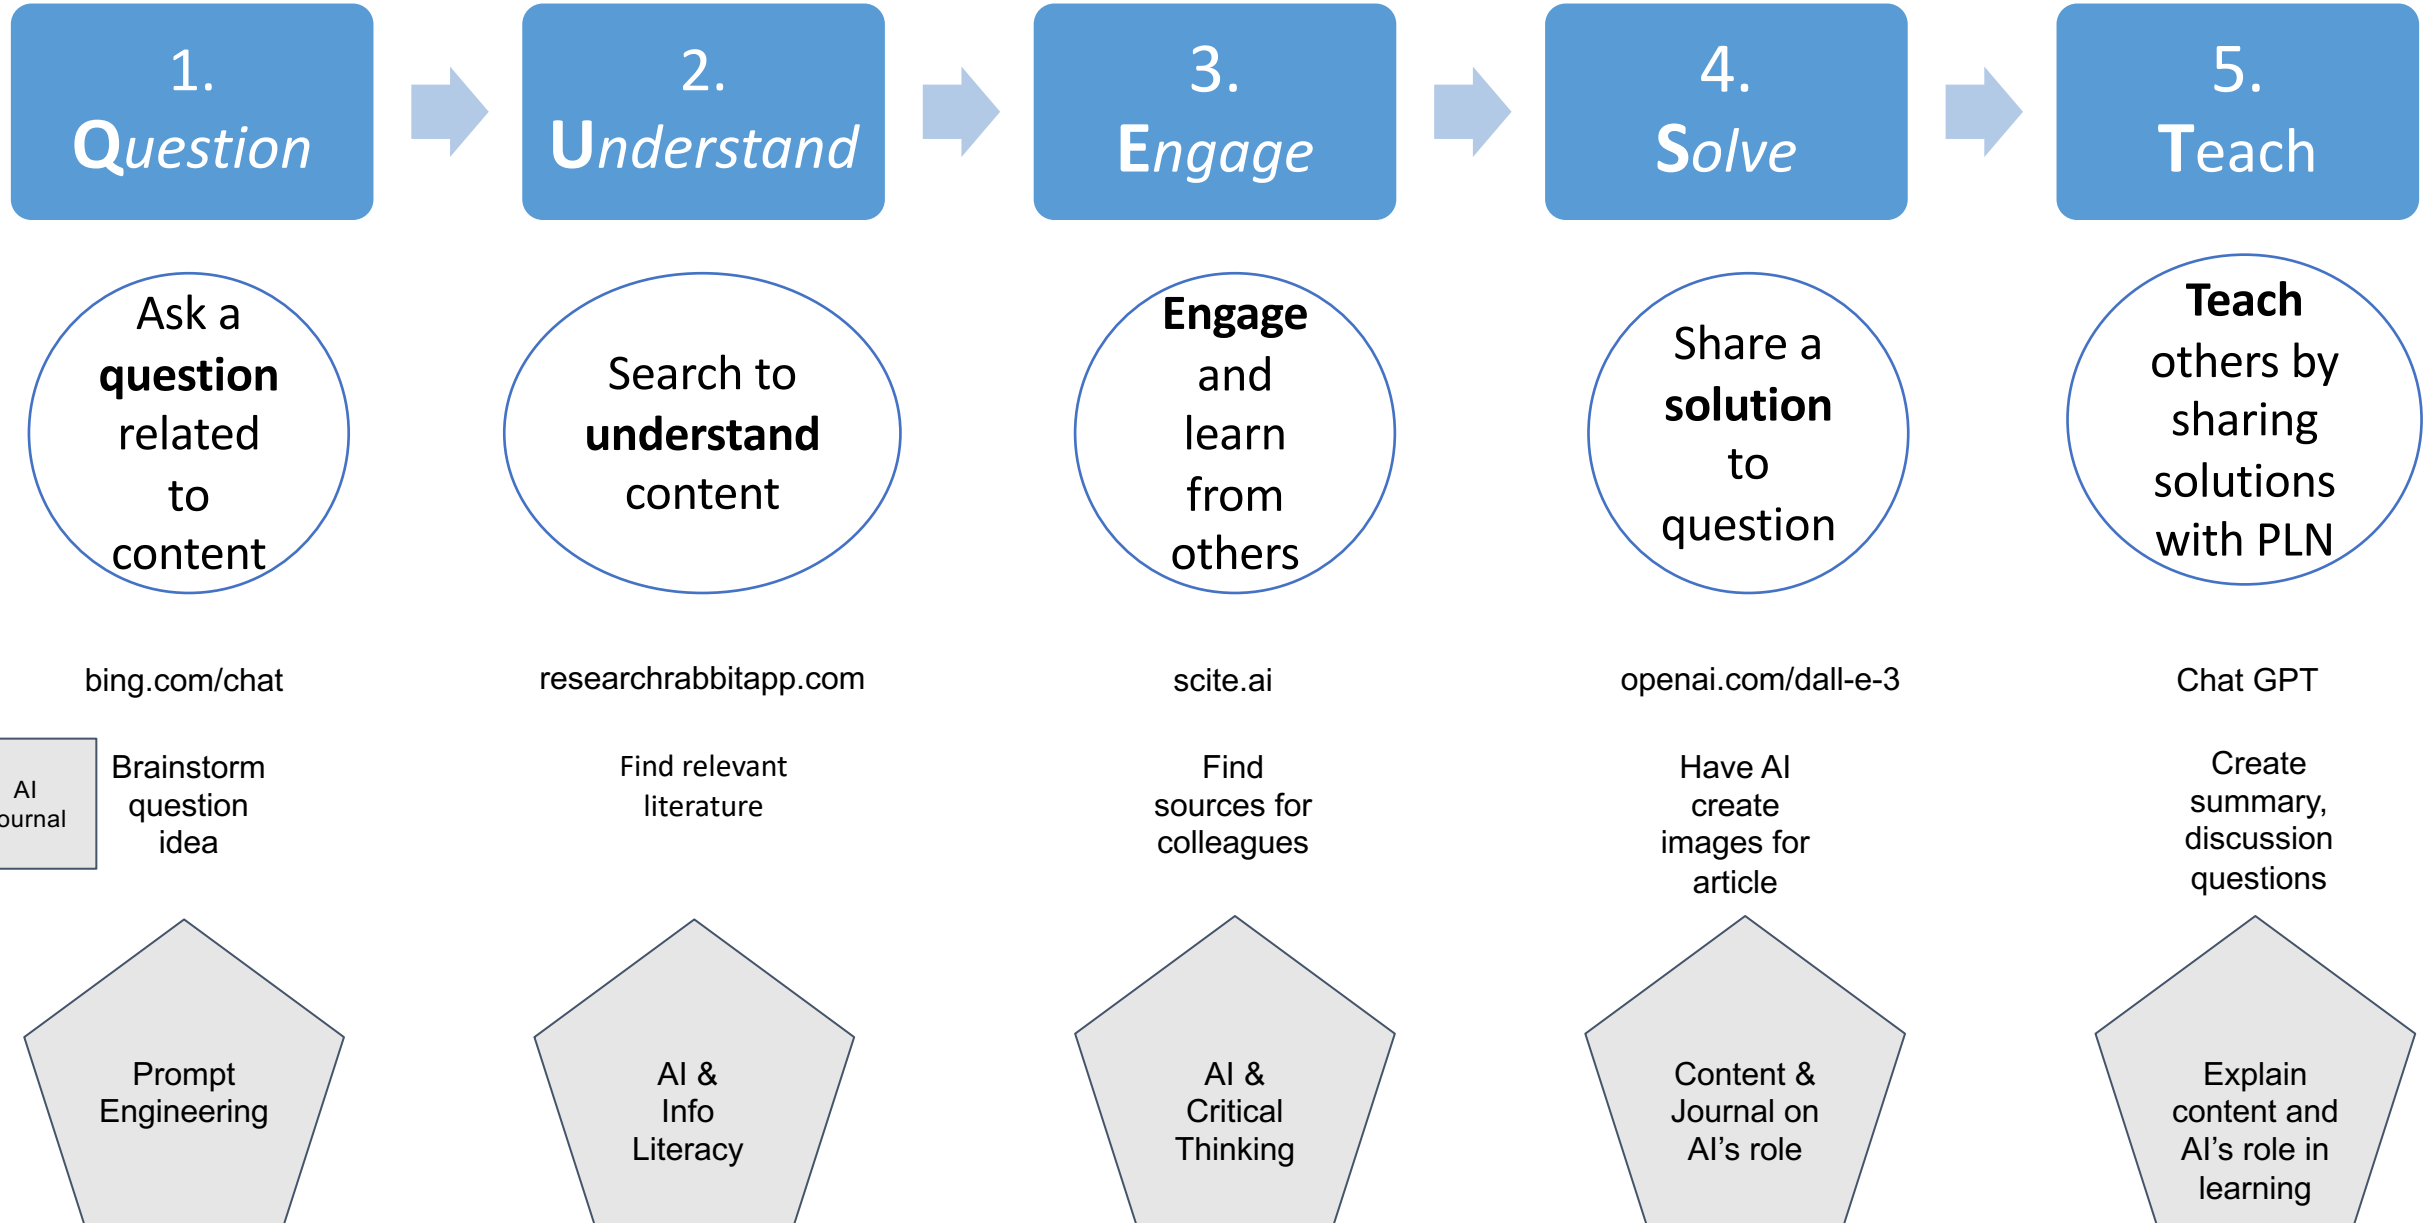 1.
Question
2.
Understand
3.
Engage
4.
Solve
5.
Teach
Ask a
question
related
to
content
Search to
understand
content
Engage
and
learn
from
others
Share a
solution
to
question
Teach
others by
sharing
solutions
with PLN
bing.com/chat
researchrabbitapp.com
scite.ai
openai.com/dall-e-3
Chat GPT
AI
ournal
Brainstorm
question
idea
Find relevant
literature
Find
sources for
colleagues
Have AI
create
images for
article
Create
summary,
discussion
questions
Prompt
Engineering
AI &
Info
Literacy
AI &
Critical
Thinking
Content &
Journal on
AI’s role
Explain
content and
AI’s role in
learning